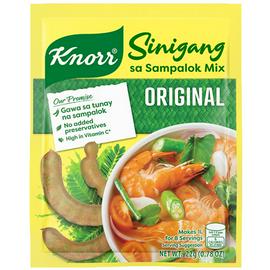 Knorr
Sinigang
sa Sampalok Mix
ORIGINAL
Our Promise
Gawa sa tunay
na sampalok
No added
preservatives
High in Vitamin C*
Makes 1L
for 8 Servings
Serving Suggestion
NET WT. 22g (0.78 OZ)